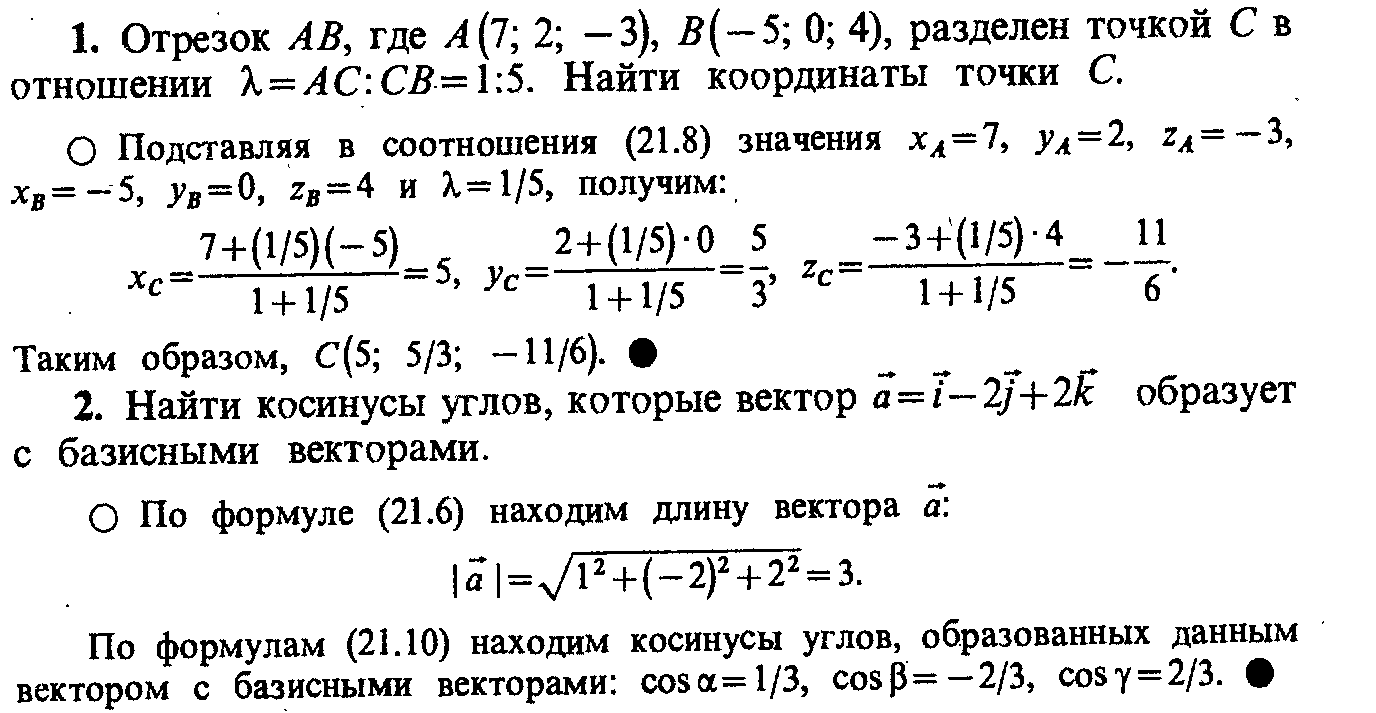 1. Отрезок AB, где A(7; 2; −3), B(−5; 0; 4), разделен точкой C в
отношении λ=AC:CB=1:5. Найти координаты точки C.
○ Подставляя в соотношения (21.8) значения x_A=7, y_A=2, z_A=−3,
x_B=−5, y_B=0, z_B=4 и λ=1/5, получим:
x_C=(7+(1/5)(−5))/(1+1/5)=5, y_C=(2+(1/5)·0)/(1+1/5)=5/3, z_C=(−3+(1/5)·4)/(1+1/5)=−11/6.
Таким образом, C(5; 5/3; −11/6). ●
2. Найти косинусы углов, которые вектор a⃗=i⃗−2j⃗+2k⃗ образует
с базисными векторами.
○ По формуле (21.6) находим длину вектора a⃗:
|a⃗|=√(1²+(−2)²+2²)=3.
По формулам (21.10) находим косинусы углов, образованных данным
вектором с базисными векторами: cos α=1/3, cos β=−2/3, cos γ=2/3. ●